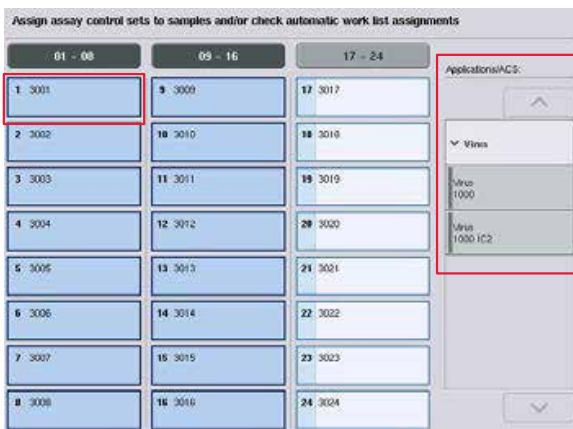 Assign assay control sets to samples and/or check automatic work list assignments
01 - 08
09 - 16
17 - 24
Applications/ACS:
1 3001
9 3009
17 3017
2 3002
10 3010
18 3018
Virus
3 3003
11 3011
19 3019
Virus
1000
4 3004
12 3012
20 3020
Virus
1000 IC2
5 3005
13 3013
21 3021
6 3006
14 3014
22 3022
7 3007
15 3015
23 3023
8 3008
16 3016
24 3024